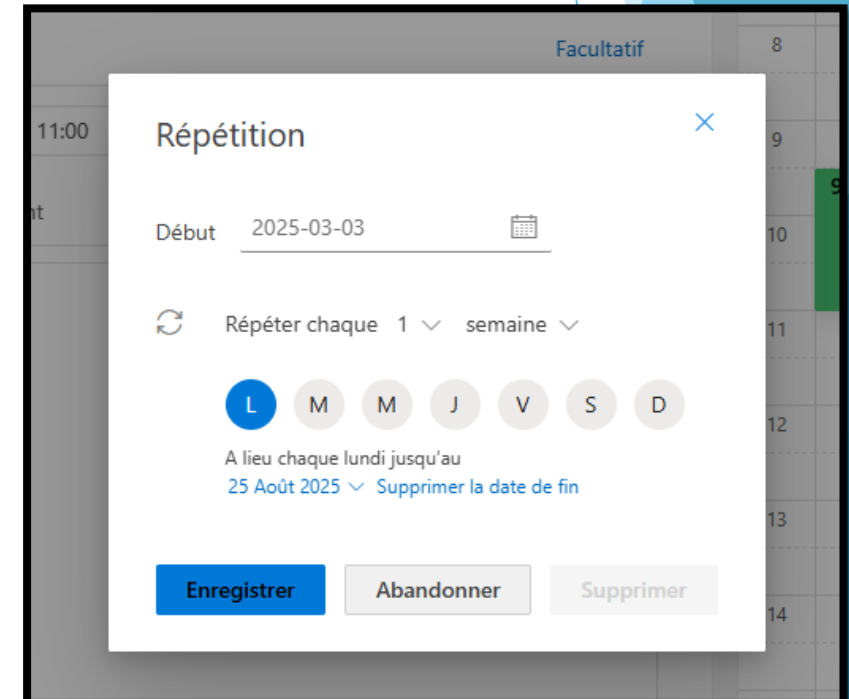 Facultatif
8
11:00
Répétition
9
nt
Début 2025-03-03
10
Répéter chaque 1 semaine
11
L M M J V S D
12
A lieu chaque lundi jusqu'au
25 Août 2025 Supprimer la date de fin
13
Enregistrer Abandonner Supprimer
14